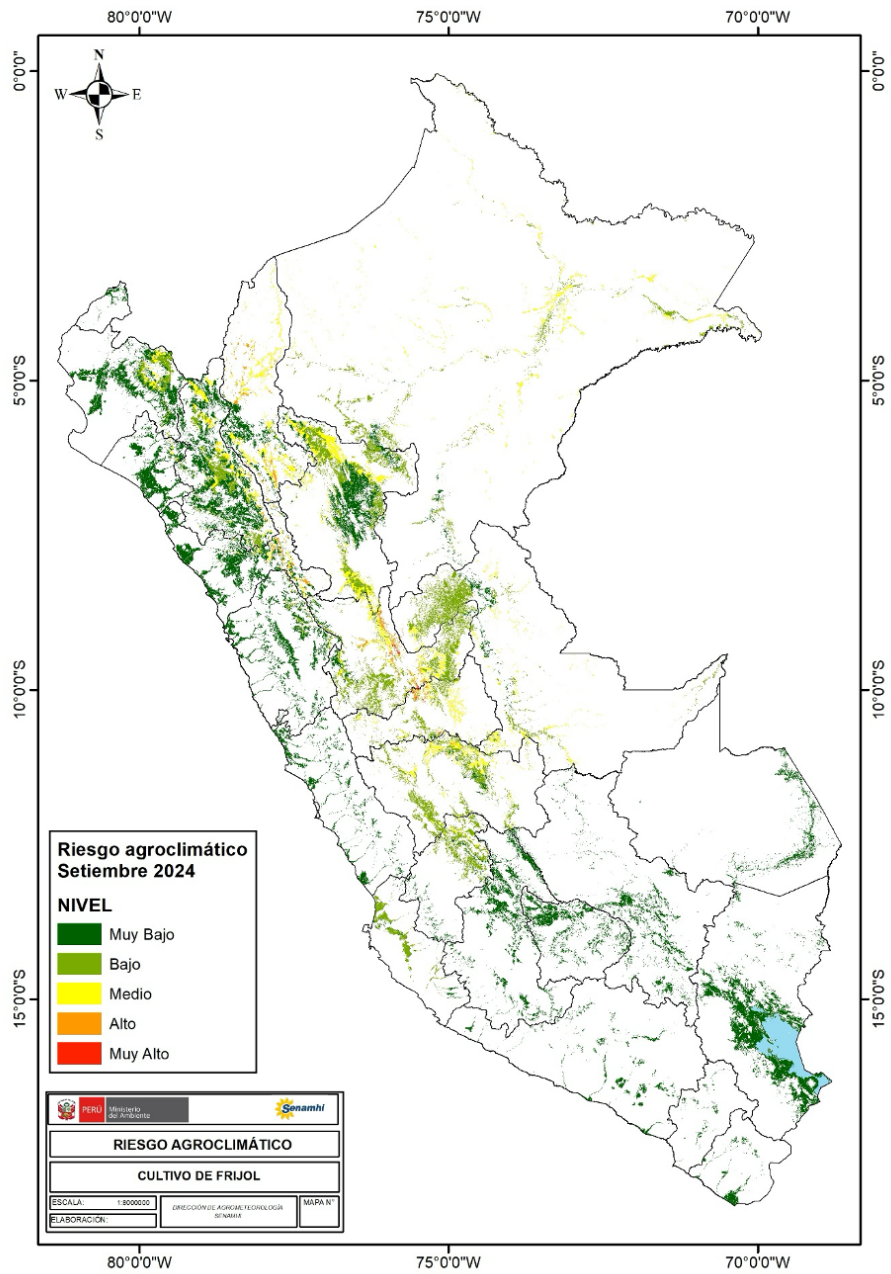 80°0'0"W 75°0'0"W 70°0'0"W
N
W E
S
0°0'0"
0°0'0"
5°0'0"S
5°0'0"S
10°0'0"S
10°0'0"S
15°0'0"S
15°0'0"S
Riesgo agroclimático
Setiembre 2024
NIVEL
Muy Bajo
Bajo
Medio
Alto
Muy Alto
PERÚ Ministerio
del Ambiente
Senamhi
RIESGO AGROCLIMÁTICO
CULTIVO DE FRIJOL
ESCALA: 1:8000000
DIRECCIÓN DE AGROMETEOROLOGÍA
SENAMHI
MAPA N°
ELABORACIÓN:
80°0'0"W 75°0'0"W 70°0'0"W